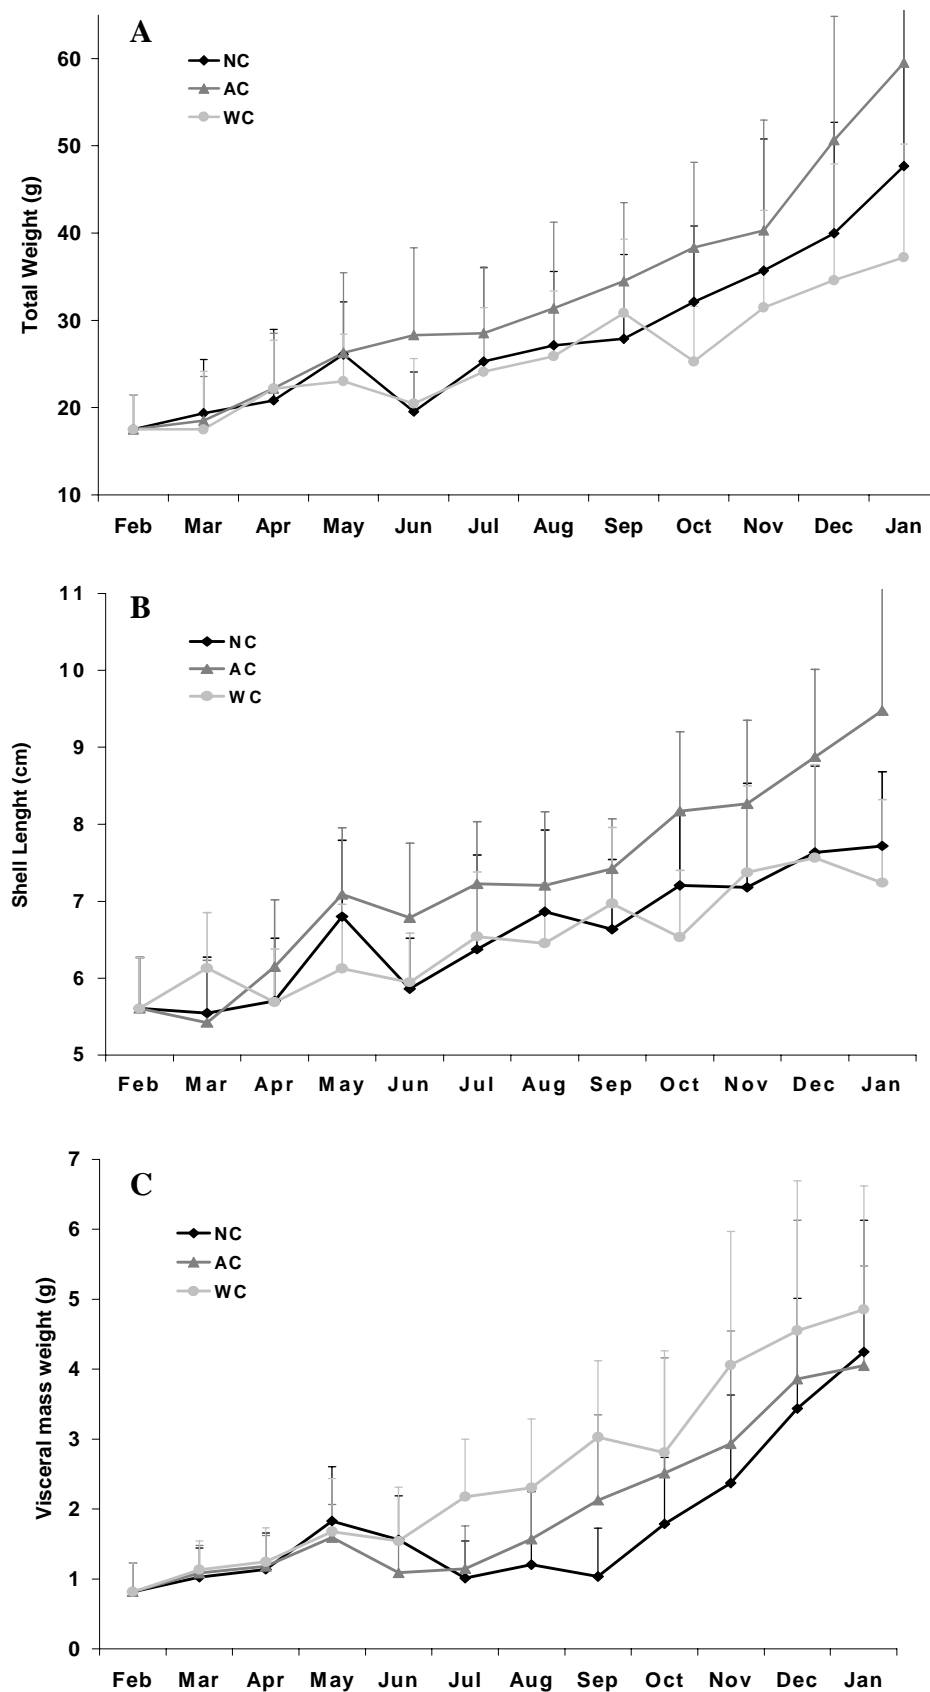 A
NC
AC
WC
Total Weight (g)
60
50
40
30
20
10
Feb Mar Apr May Jun Jul Aug Sep Oct Nov Dec Jan
B
NC
AC
WC
Shell Lenght (cm)
11
10
9
8
7
6
5
Feb Mar Apr May Jun Jul Aug Sep Oct Nov Dec Jan
C
NC
AC
WC
Visceral mass weight (g)
7
6
5
4
3
2
1
0
Feb Mar Apr May Jun Jul Aug Sep Oct Nov Dec Jan